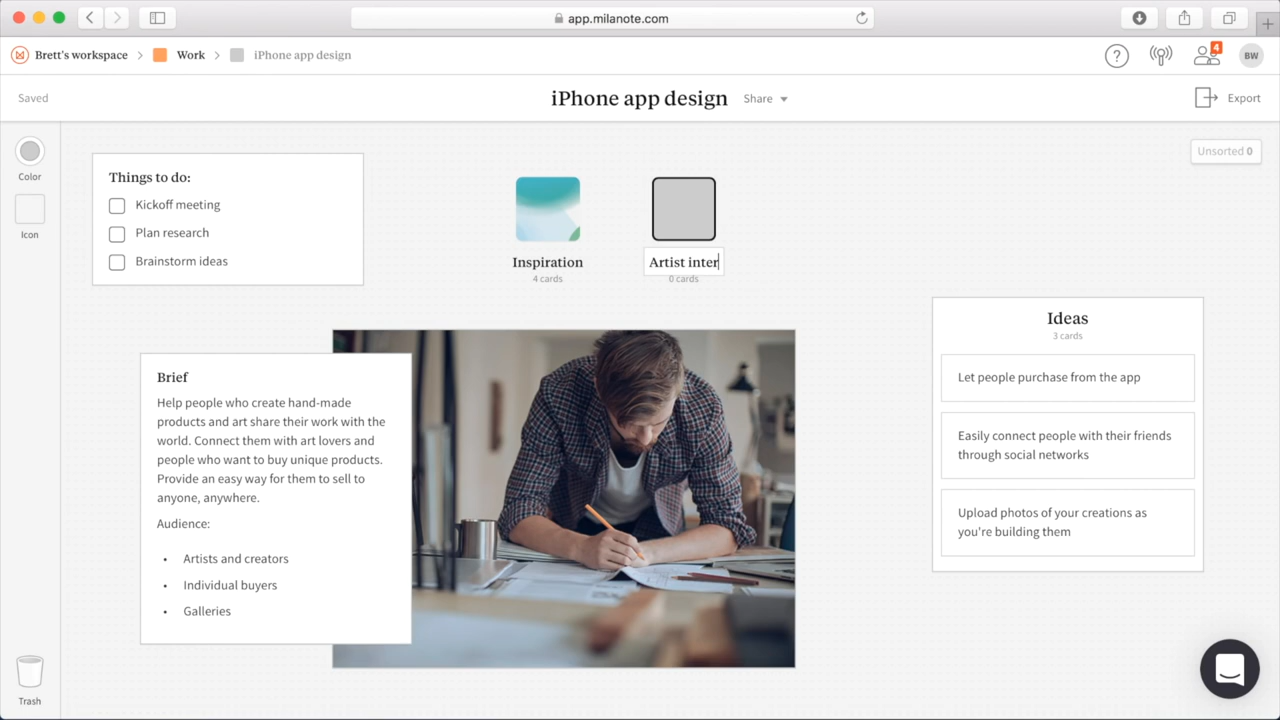 app.milanote.com
Brett's workspace
Work
iPhone app design
4
BW
Saved
iPhone app design
Share
Export
Color
Icon
Trash
Unsorted 0
Things to do:
Kickoff meeting
Plan research
Brainstorm ideas
Inspiration
4 cards
Artist inter
0 cards
Brief
Help people who create hand-made
products and art share their work with the
world. Connect them with art lovers and
people who want to buy unique products.
Provide an easy way for them to sell to
anyone, anywhere.
Audience:
• Artists and creators
• Individual buyers
• Galleries
Ideas
3 cards
Let people purchase from the app
Easily connect people with their friends
through social networks
Upload photos of your creations as
you're building them